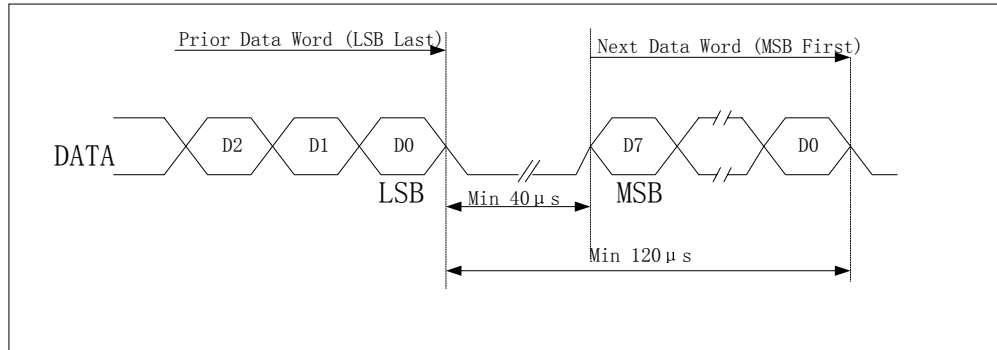 Prior Data Word (LSB Last)
Next Data Word (MSB First)
DATA
D2
D1
D0
D7
D0
LSB
MSB
Min 40μs
Min 120μs